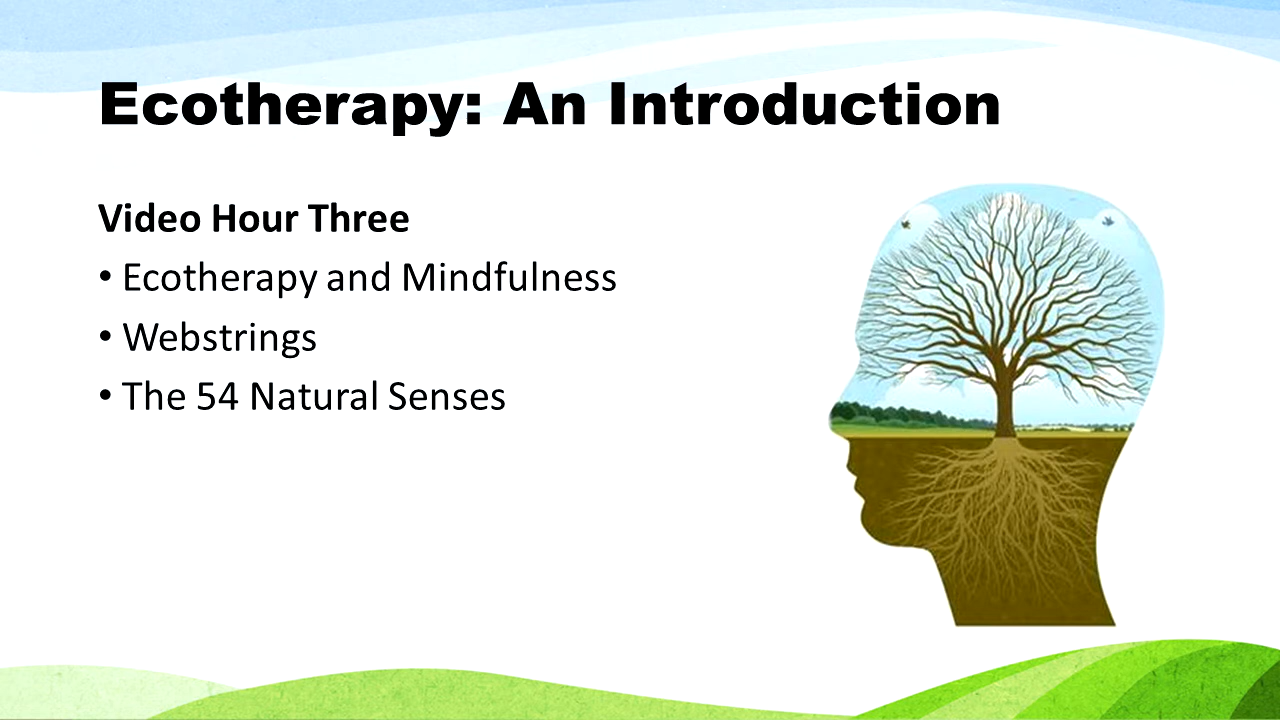 Ecotherapy: An Introduction
Video Hour Three
• Ecotherapy and Mindfulness
• Webstrings
• The 54 Natural Senses